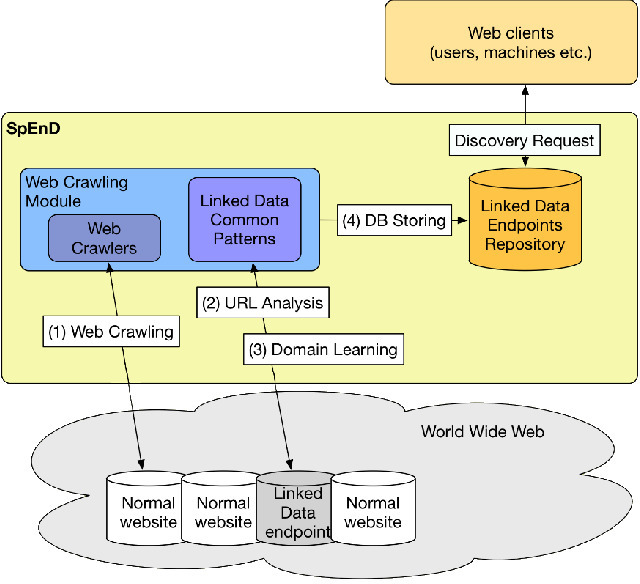 Web clients
(users, machines etc.)
SpEnD
Discovery Request
Web Crawling
Module
Linked Data
Common
Patterns
Web
Crawlers
(4) DB Storing
Linked Data
Endpoints
Repository
(2) URL Analysis
(1) Web Crawling
(3) Domain Learning
World Wide Web
Normal
website
Normal
website
Linked
Data
endpoint
Normal
website